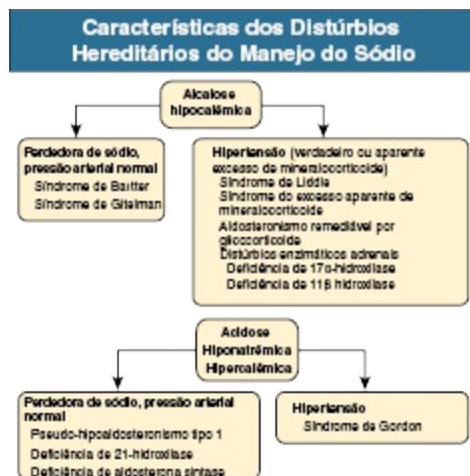 Características dos Distúrbios
Hereditários do Manejo do Sódio
Alcalose
hipocalêmica
Perdedora de sódio,
pressão arterial normal
Síndrome de Bartter
Síndrome de Gitelman
Hipertensão (verdadeiro ou aparente
excesso de mineralocorticoide)
Síndrome de Liddle
Síndrome do excesso aparente de
mineralocorticoide
Aldosteronismo remediável por
glicocorticoide
Distúrbios enzimáticos adrenais
Deficiência de 17α-hidroxilase
Deficiência de 11β hidroxilase
Acidose
Hiponatrêmica
Hipercalêmica
Perdedora de sódio, pressão arterial
normal
Pseudo-hipoaldosteronismo tipo 1
Deficiência de 21-hidroxilase
Deficiência de aldosterona sintase
Hipertensão
Síndrome de Gordon